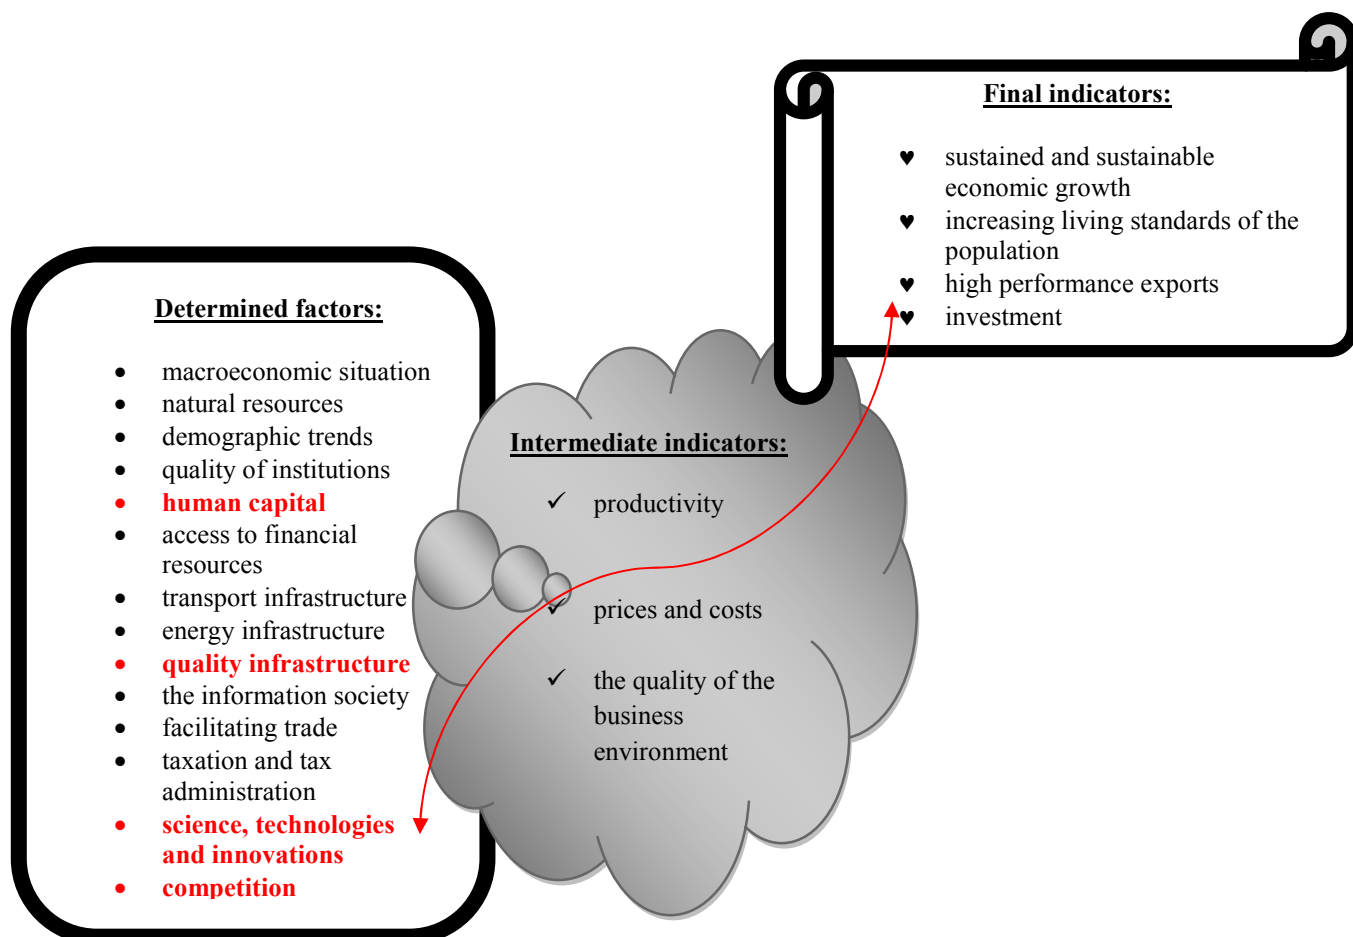 Final indicators:
♥ sustained and sustainable
economic growth
♥ increasing living standards of the
population
♥ high performance exports
♥ investment
Determined factors:
• macroeconomic situation
• natural resources
• demographic trends
• quality of institutions
• human capital
• access to financial
resources
• transport infrastructure
• energy infrastructure
• quality infrastructure
• the information society
• facilitating trade
• taxation and tax
administration
• science, technologies
and innovations
• competition
Intermediate indicators:
✓ productivity
✓ prices and costs
✓ the quality of the
business
environment